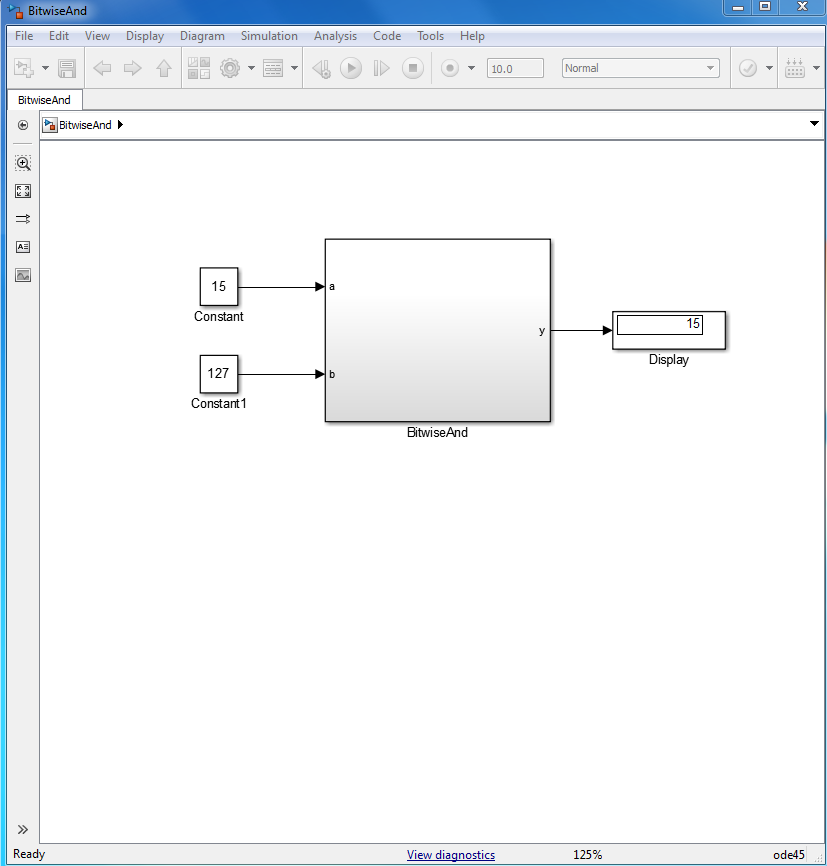 BitwiseAnd
File Edit View Display Diagram Simulation Analysis Code Tools Help
10.0 Normal
BitwiseAnd
BitwiseAnd
15 a
Constant
y 15
Display
127 b
Constant1
BitwiseAnd
Ready View diagnostics 125% ode45